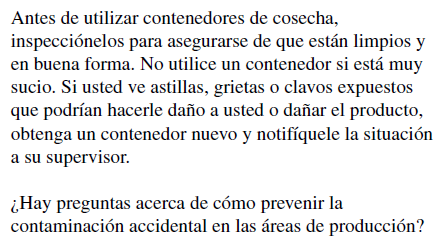 Antes de utilizar contenedores de cosecha,
inspecciónelos para asegurarse de que están limpios y
en buena forma. No utilice un contenedor si está muy
sucio. Si usted ve astillas, grietas o clavos expuestos
que podrían hacerle daño a usted o dañar el producto,
obtenga un contenedor nuevo y notifíquele la situación
a su supervisor.
¿Hay preguntas acerca de cómo prevenir la
contaminación accidental en las áreas de producción?